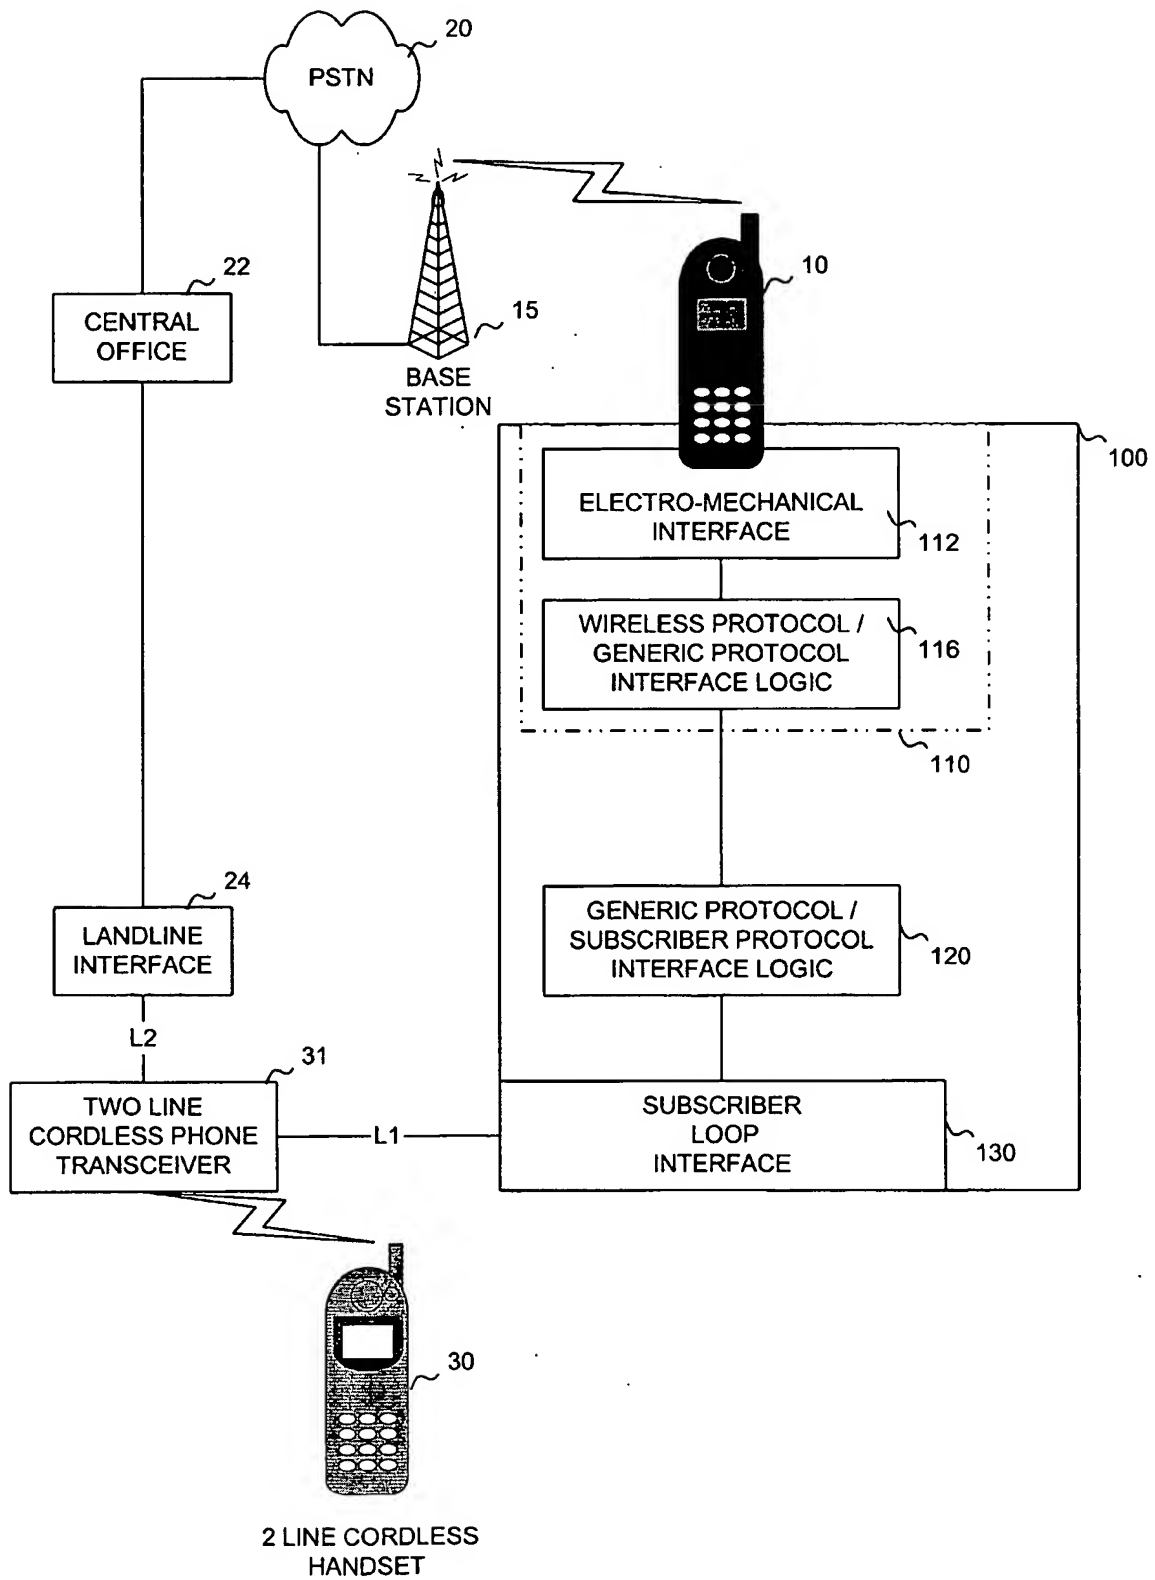 20
PSTN
22
CENTRAL
OFFICE
15
BASE
STATION
10
100
ELECTRO-MECHANICAL
INTERFACE
112
WIRELESS PROTOCOL /
GENERIC PROTOCOL
INTERFACE LOGIC
116
110
24
LANDLINE
INTERFACE
GENERIC PROTOCOL /
SUBSCRIBER PROTOCOL
INTERFACE LOGIC
120
L2
31
TWO LINE
CORDLESS PHONE
TRANSCEIVER
L1
SUBSCRIBER
LOOP
INTERFACE
130
30
2 LINE CORDLESS
HANDSET